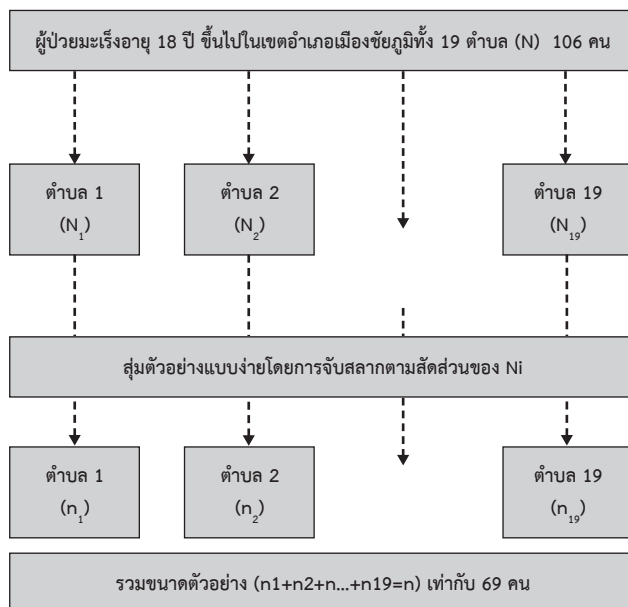 ผู้ป่วยมะเร็งอายุ 18 ปี ขึ้นไปในเขตอำเภอเมืองชัยภูมิทั้ง 19 ตำบล (N) 106 คน
ตำบล 1 ตำบล 2 ตำบล 19
(N₁) (N₂) (N₁₉)
สุ่มตัวอย่างแบบง่ายโดยการจับสลากตามสัดส่วนของ Ni
ตำบล 1 ตำบล 2 ตำบล 19
(n₁) (n₂) (n₁₉)
รวมขนาดตัวอย่าง (n1+n2+n...+n19=n) เท่ากับ 69 คน